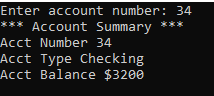 Enter account number: 34
*** Account Summary ***
Acct Number 34
Acct Type Checking
Acct Balance $3200